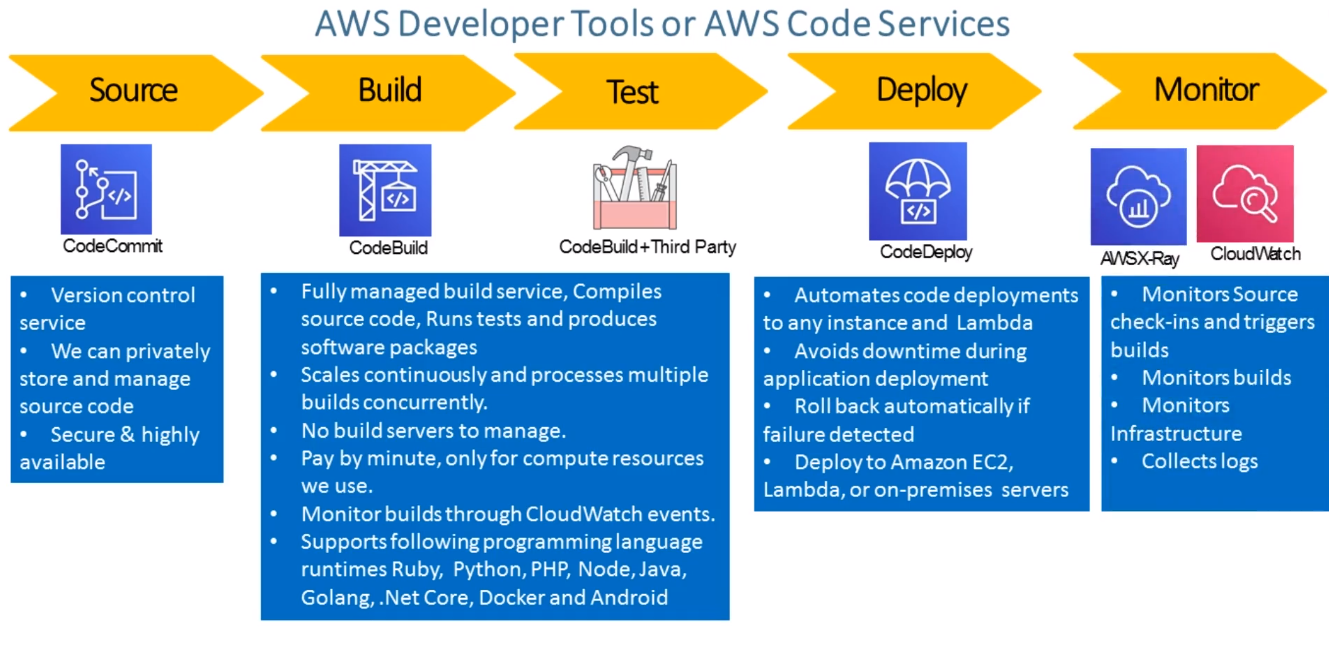 AWS Developer Tools or AWS Code Services
Source
Build
Test
Deploy
Monitor
CodeCommit
CodeBuild
CodeBuild+Third Party
CodeDeploy
AWSX-Ray
CloudWatch
• Version control
service
• We can privately
store and manage
source code
• Secure & highly
available
• Fully managed build service, Compiles
source code, Runs tests and produces
software packages
• Scales continuously and processes multiple
builds concurrently.
• No build servers to manage.
• Pay by minute, only for compute resources
we use.
• Monitor builds through CloudWatch events.
• Supports following programming language
runtimes Ruby, Python, PHP, Node, Java,
Golang, .Net Core, Docker and Android
• Automates code deployments
to any instance and Lambda
• Avoids downtime during
application deployment
• Roll back automatically if
failure detected
• Deploy to Amazon EC2,
Lambda, or on-premises servers
• Monitors Source
check-ins and triggers
builds
• Monitors builds
• Monitors
Infrastructure
• Collects logs